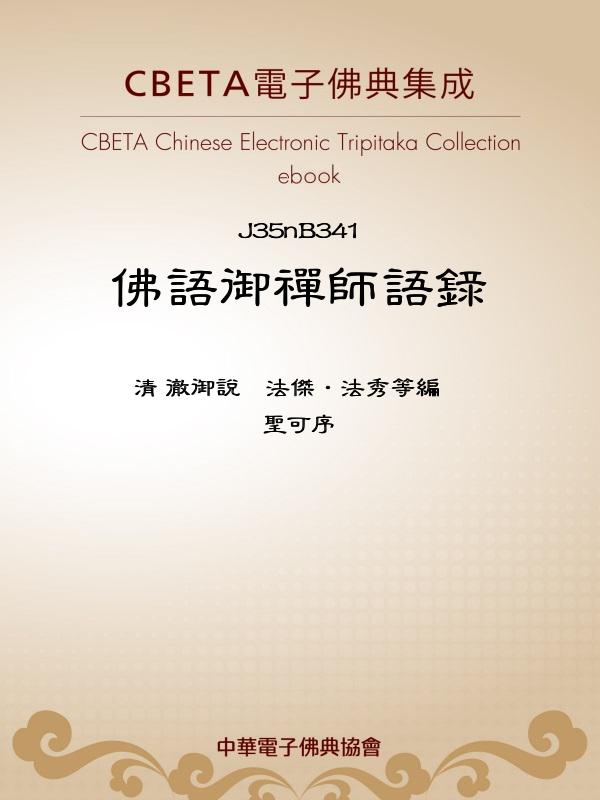 CBETA電子佛典集成
CBETA Chinese Electronic Tripitaka Collection
ebook
J35nB341
佛語御禪師語錄
清 徹御說　法傑．法秀等編
聖可序
中華電子佛典協會